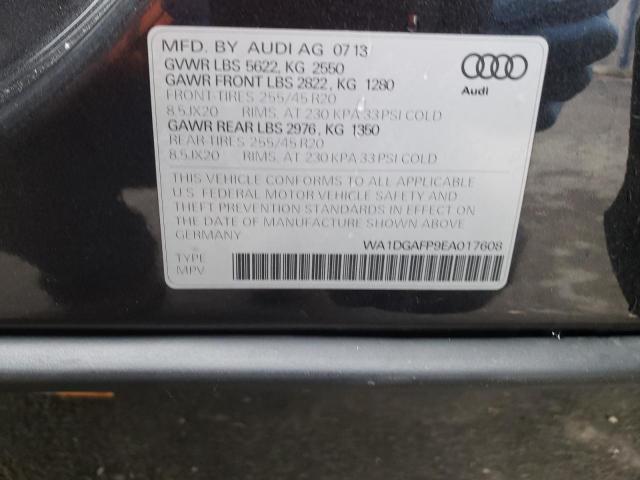 MFD. BY AUDI AG 07 13
GVWR LBS 5622, KG 2550
GAWR FRONT LBS 2822, KG 1280
FRONT-TIRES 255/45 R20
8.5JX20 RIMS. AT 230 KPA 33 PSI COLD
GAWR REAR LBS 2976, KG 1350
REAR-TIRES 255/45 R20
8.5JX20 RIMS. AT 230 KPA 33 PSI COLD
Audi
THIS VEHICLE CONFORMS TO ALL APPLICABLE
U.S. FEDERAL MOTOR VEHICLE SAFETY AND
THEFT PREVENTION STANDARDS IN EFFECT ON
THE DATE OF MANUFACTURE SHOWN ABOVE
GERMANY
WA1DGAFP9EA017608
TYPE
MPV